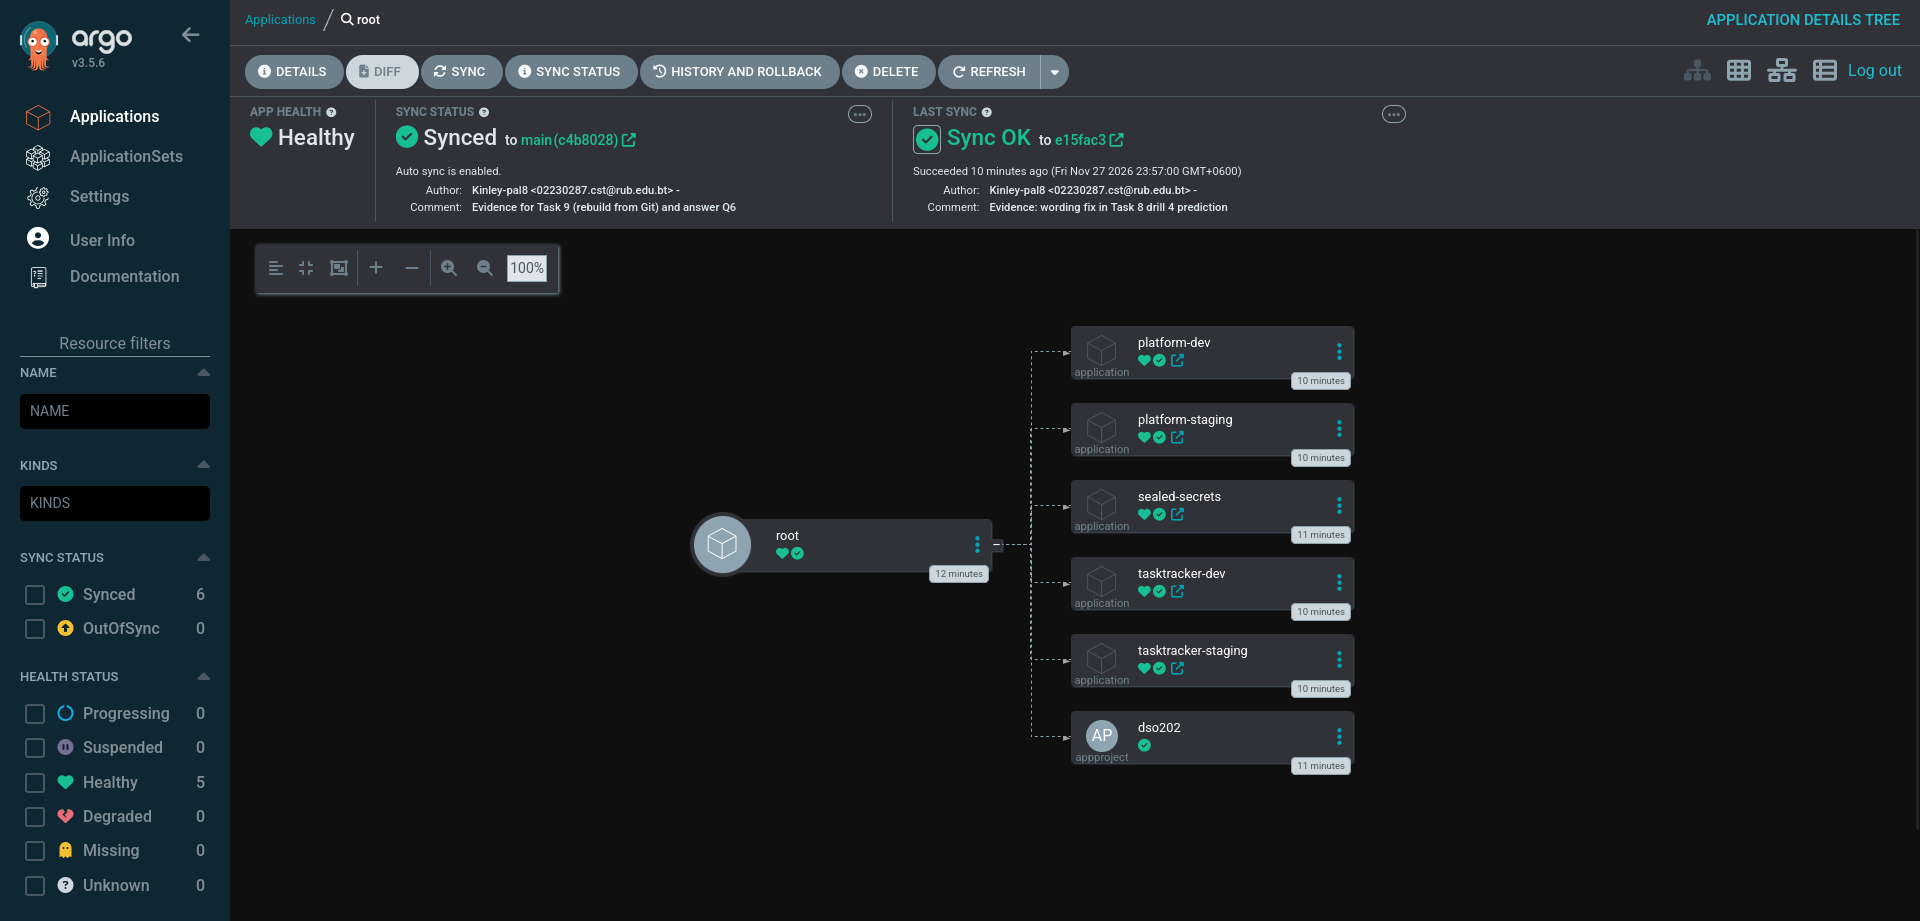 argo
v3.5.6
Applications
ApplicationSets
Settings
User Info
Documentation
Resource filters
NAME
NAME
KINDS
KINDS
SYNC STATUS
Synced 6
OutOfSync 0
HEALTH STATUS
Progressing 0
Suspended 0
Healthy 5
Degraded 0
Missing 0
Unknown 0
Applications / root
APPLICATION DETAILS TREE
DETAILS DIFF SYNC SYNC STATUS HISTORY AND ROLLBACK DELETE REFRESH
Log out
APP HEALTH
Healthy
SYNC STATUS
Synced to main (c4b8028)
Auto sync is enabled.
Author: Kinley-pal8 <02230287.cst@rub.edu.bt> -
Comment: Evidence for Task 9 (rebuild from Git) and answer Q6
LAST SYNC
Sync OK to e15fac3
Succeeded 10 minutes ago (Fri Nov 27 2026 23:57:00 GMT+0600)
Author: Kinley-pal8 <02230287.cst@rub.edu.bt> -
Comment: Evidence: wording fix in Task 8 drill 4 prediction
100%
root
12 minutes
platform-dev
application
10 minutes
platform-staging
application
10 minutes
sealed-secrets
application
11 minutes
tasktracker-dev
application
10 minutes
tasktracker-staging
application
10 minutes
AP
dso202
appproject
11 minutes